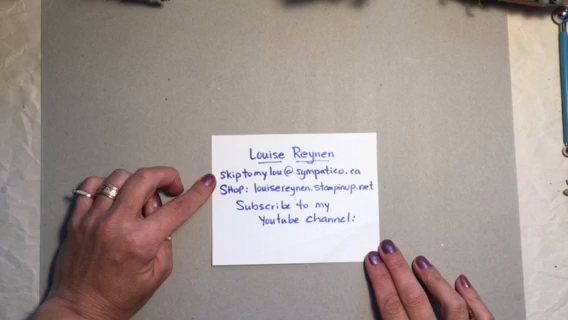 Louise Reynen
skiptomylou@sympatico.ca
SHOP: louisereynen.stampinup.net
Subscribe to my
Youtube channel: